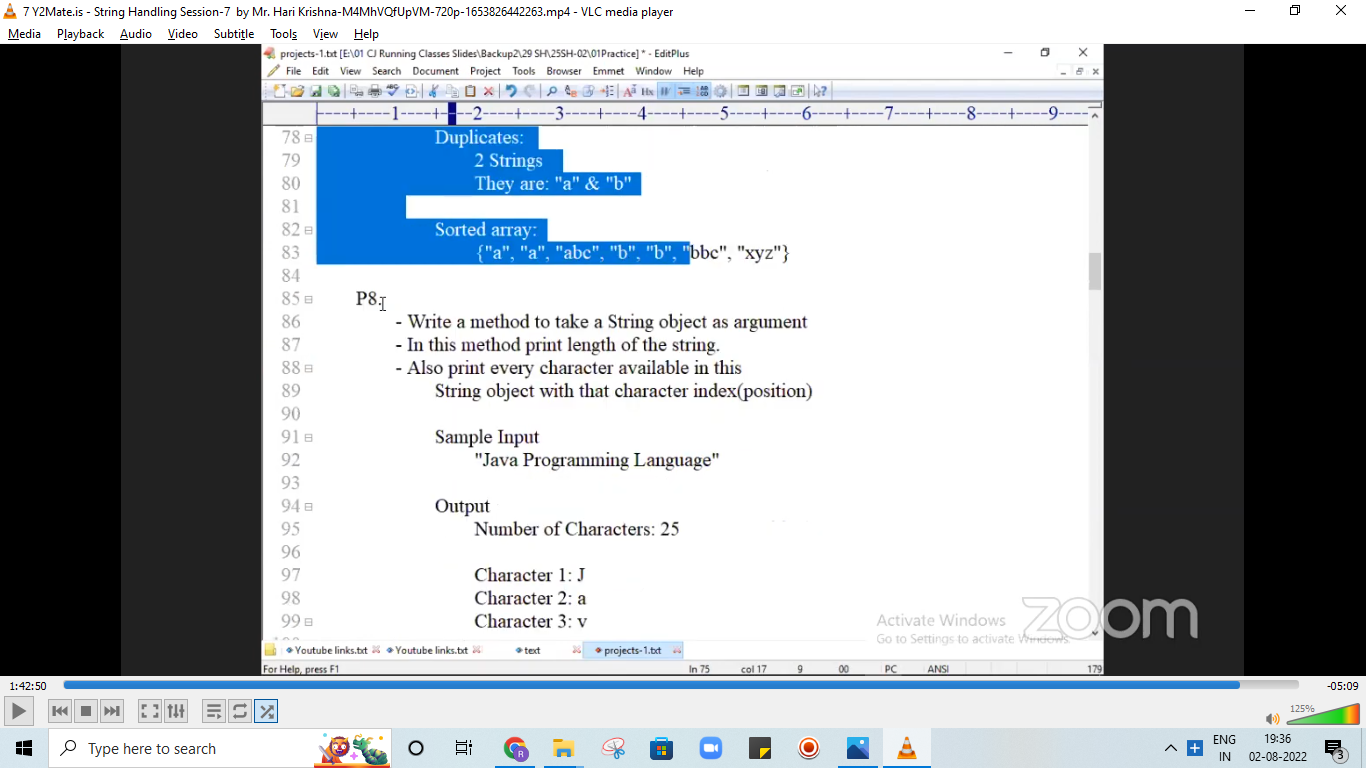 7 Y2Mate.is - String Handling Session-7 by Mr. Hari Krishna-M4MhVQfUpVM-720p-1653826442263.mp4 - VLC media player
Media Playback Audio Video Subtitle Tools View Help
projects-1.txt [E:\01 CJ Running Classes Slides\Backup2\29 SH\25SH-02\01Practice] * - EditPlus
File Edit View Search Document Project Tools Browser Emmet Window Help
----+----1----+----2----+----3----+----4----+----5----+----6----+----7----+----8----+----9----
78 Duplicates:
79 2 Strings
80 They are: "a" & "b"
81
82 Sorted array:
83 {"a", "a", "abc", "b", "b", "bbc", "xyz"}
84
85 P8.
86 - Write a method to take a String object as argument
87 - In this method print length of the string.
88 - Also print every character available in this
89 String object with that character index(position)
90
91 Sample Input
92 "Java Programming Language"
93
94 Output
95 Number of Characters: 25
96
97 Character 1: J
98 Character 2: a
99 Character 3: v
Activate Windows
Go to Settings to activate Windows.
zoom
Youtube links.txt Youtube links.txt text projects-1.txt
For Help, press F1 ln 75 col 17 9 00 PC ANSI 179
1:42:50 -05:09
125%
Type here to search
ENG 19:36
IN 02-08-2022 3